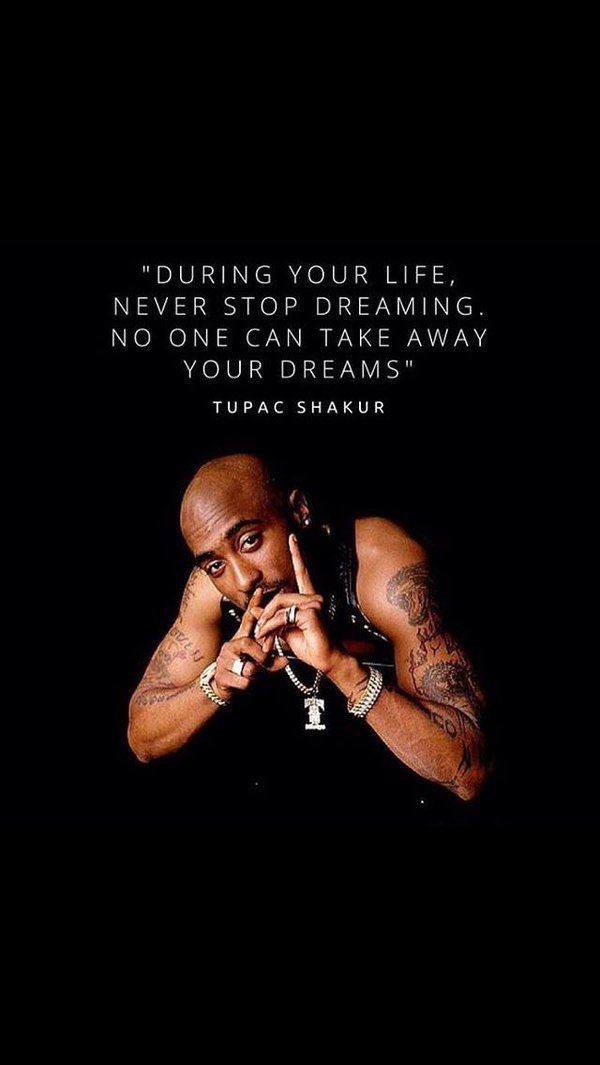 "DURING YOUR LIFE,
NEVER STOP DREAMING.
NO ONE CAN TAKE AWAY
YOUR DREAMS"
TUPAC SHAKUR